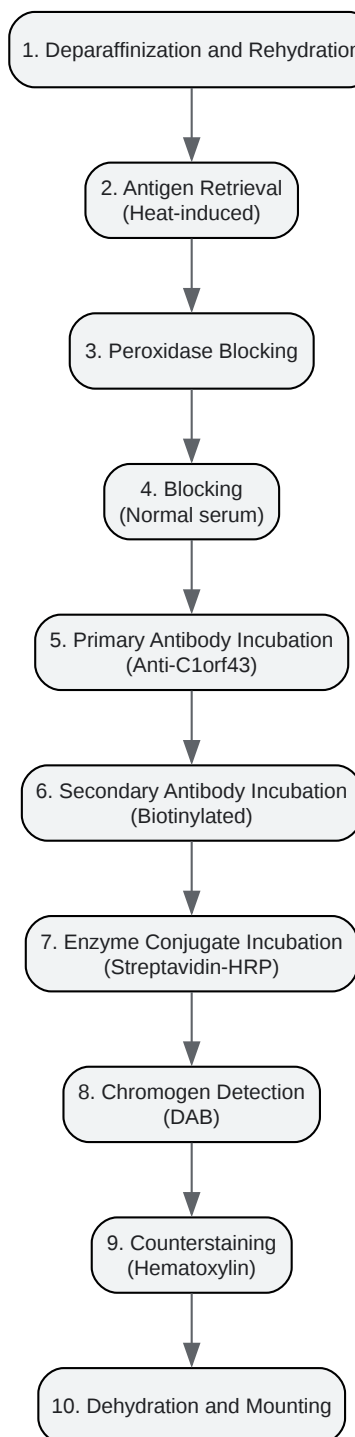 1. Deparaffinization and Rehydration
2. Antigen Retrieval
(Heat-induced)
3. Peroxidase Blocking
4. Blocking
(Normal serum)
5. Primary Antibody Incubation
(Anti-C1orf43)
6. Secondary Antibody Incubation
(Biotinylated)
7. Enzyme Conjugate Incubation
(Streptavidin-HRP)
8. Chromogen Detection
(DAB)
9. Counterstaining
(Hematoxylin)
10. Dehydration and Mounting